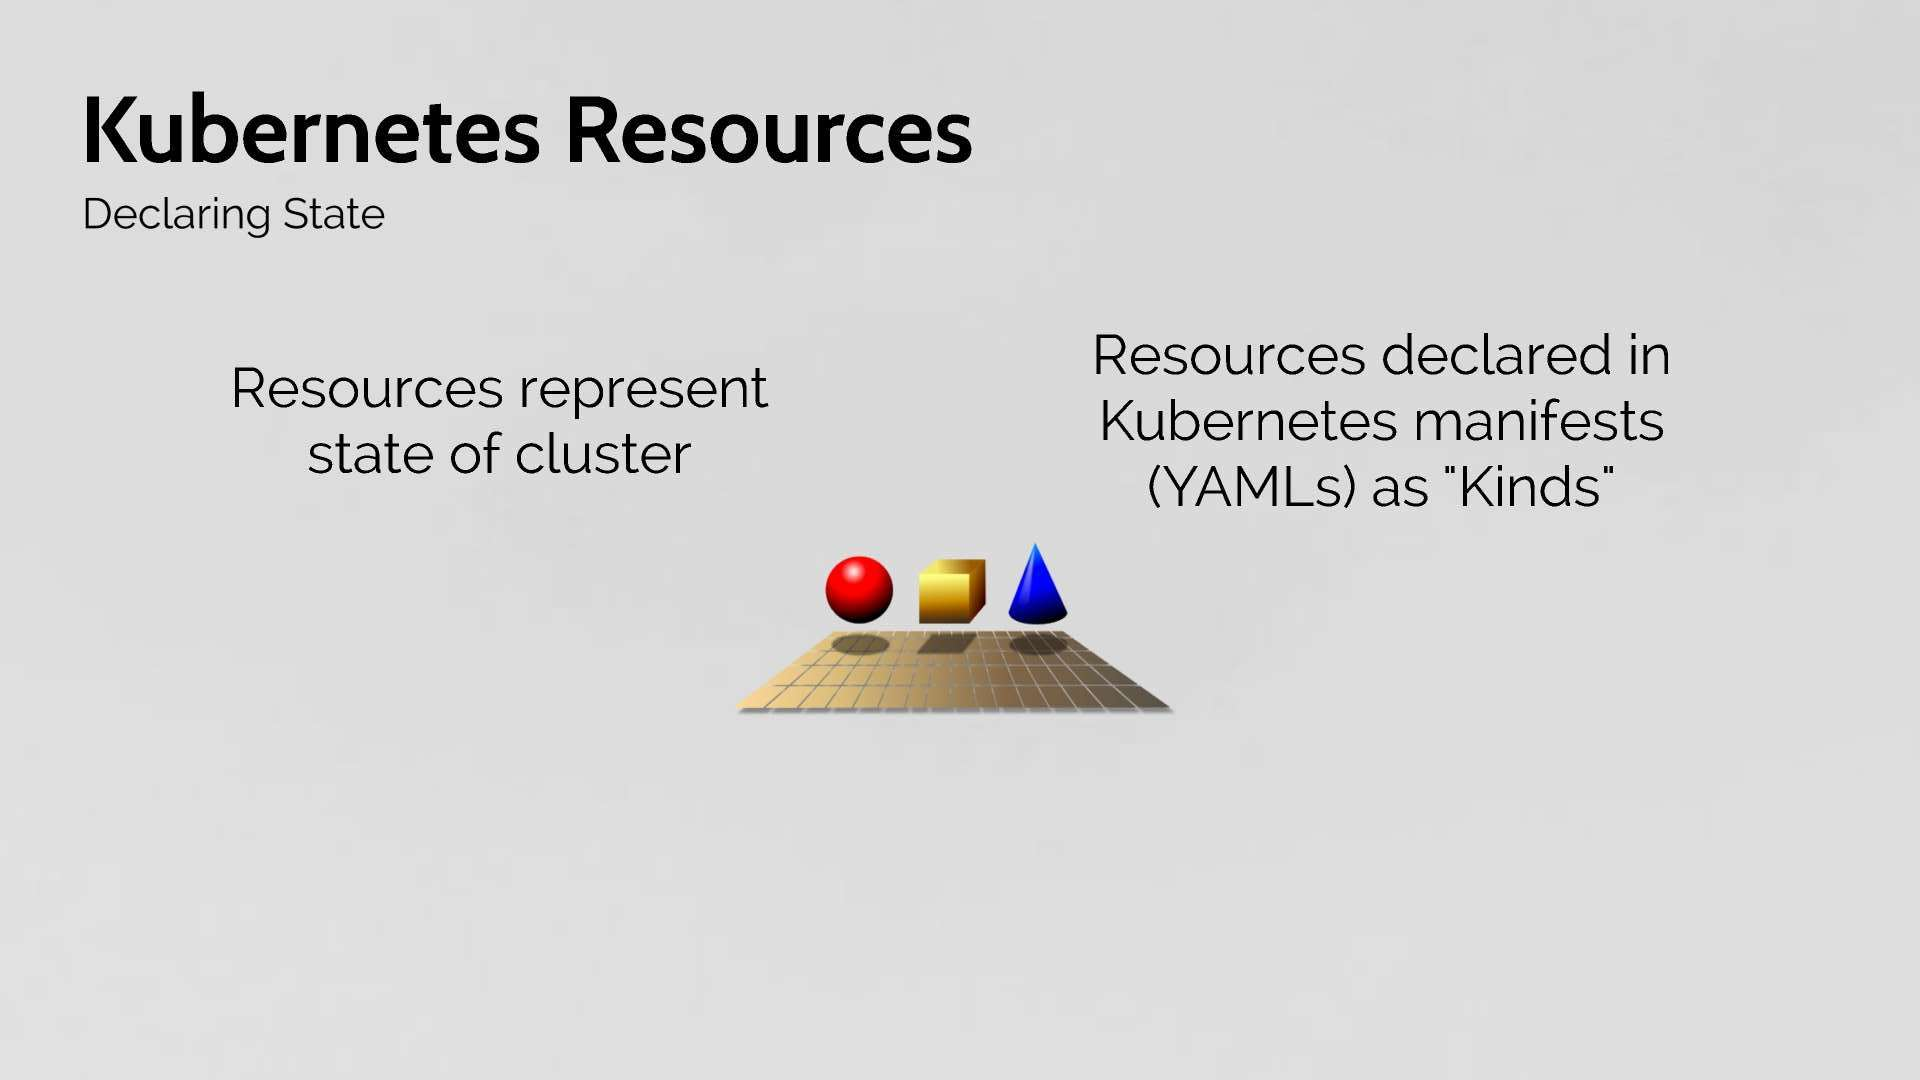 Kubernetes Resources
Declaring State
Resources represent
state of cluster
Resources declared in
Kubernetes manifests
(YAMLs) as "Kinds"